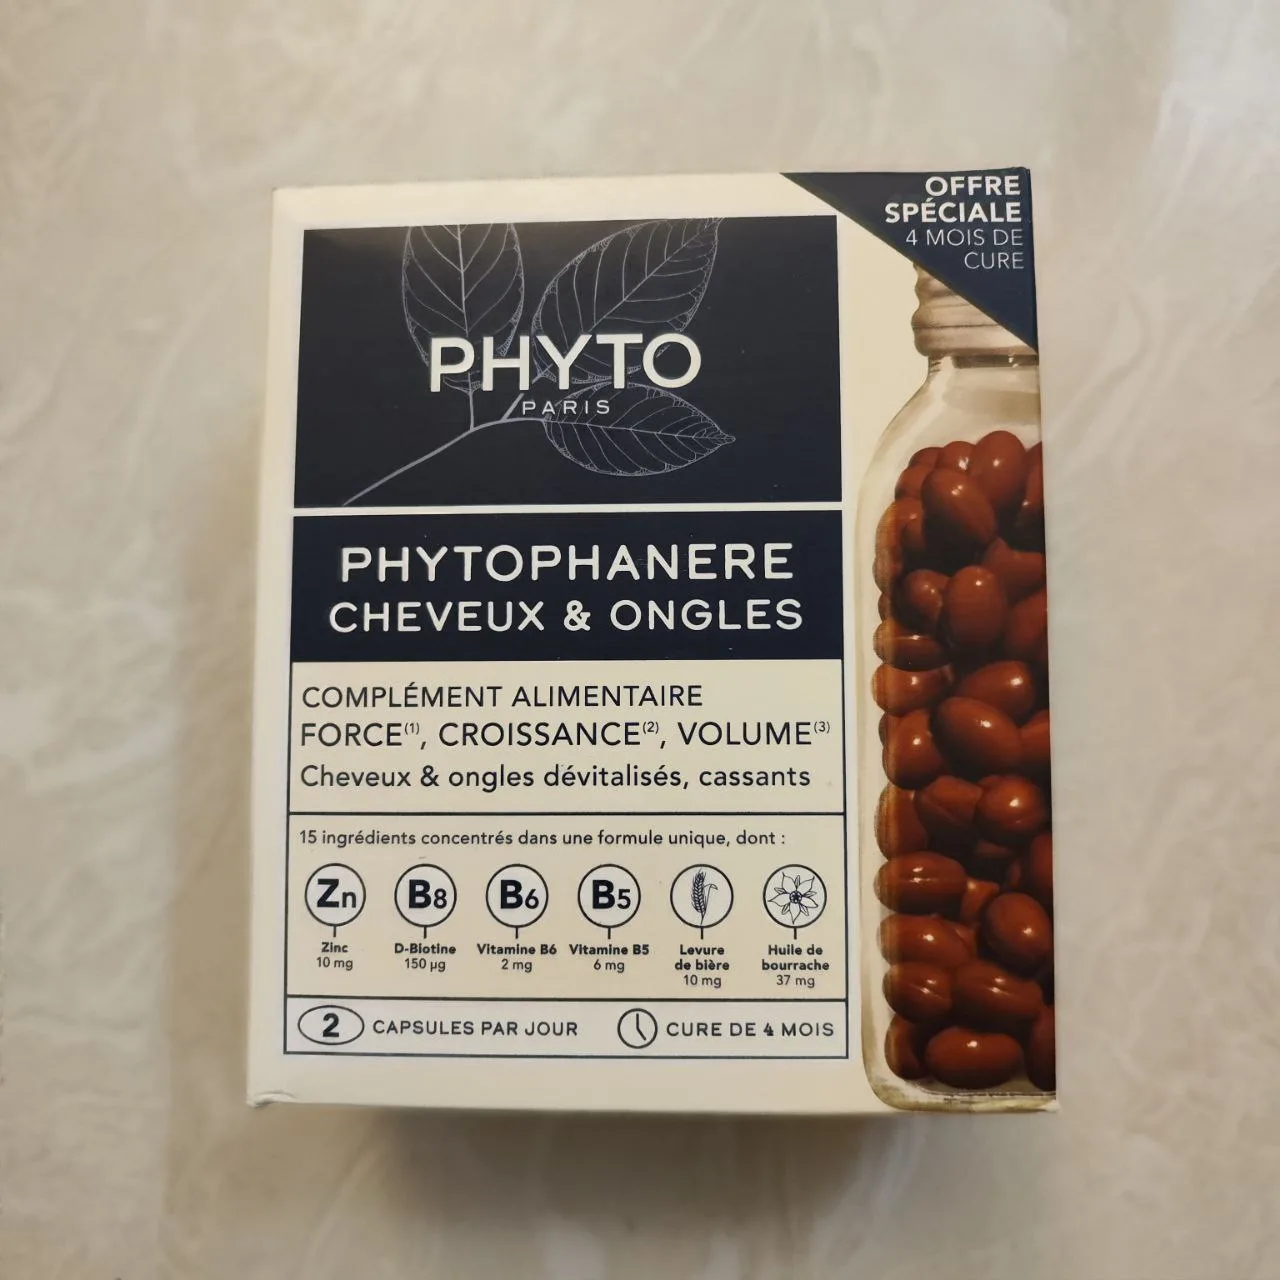 OFFRE
SPÉCIALE
4 MOIS DE
CURE
PHYTO
PARIS
PHYTOPHANERE
CHEVEUX & ONGLES
COMPLÉMENT ALIMENTAIRE
FORCE(1), CROISSANCE(2), VOLUME(3)
Cheveux & ongles dévitalisés, cassants
15 ingrédients concentrés dans une formule unique, dont :
Zn B8 B6 B5
Zinc D-Biotine Vitamine B6 Vitamine B5 Levure Huile de
10 mg 150 µg 2 mg 6 mg de bière bourrache
10 mg 37 mg
2 CAPSULES PAR JOUR CURE DE 4 MOIS